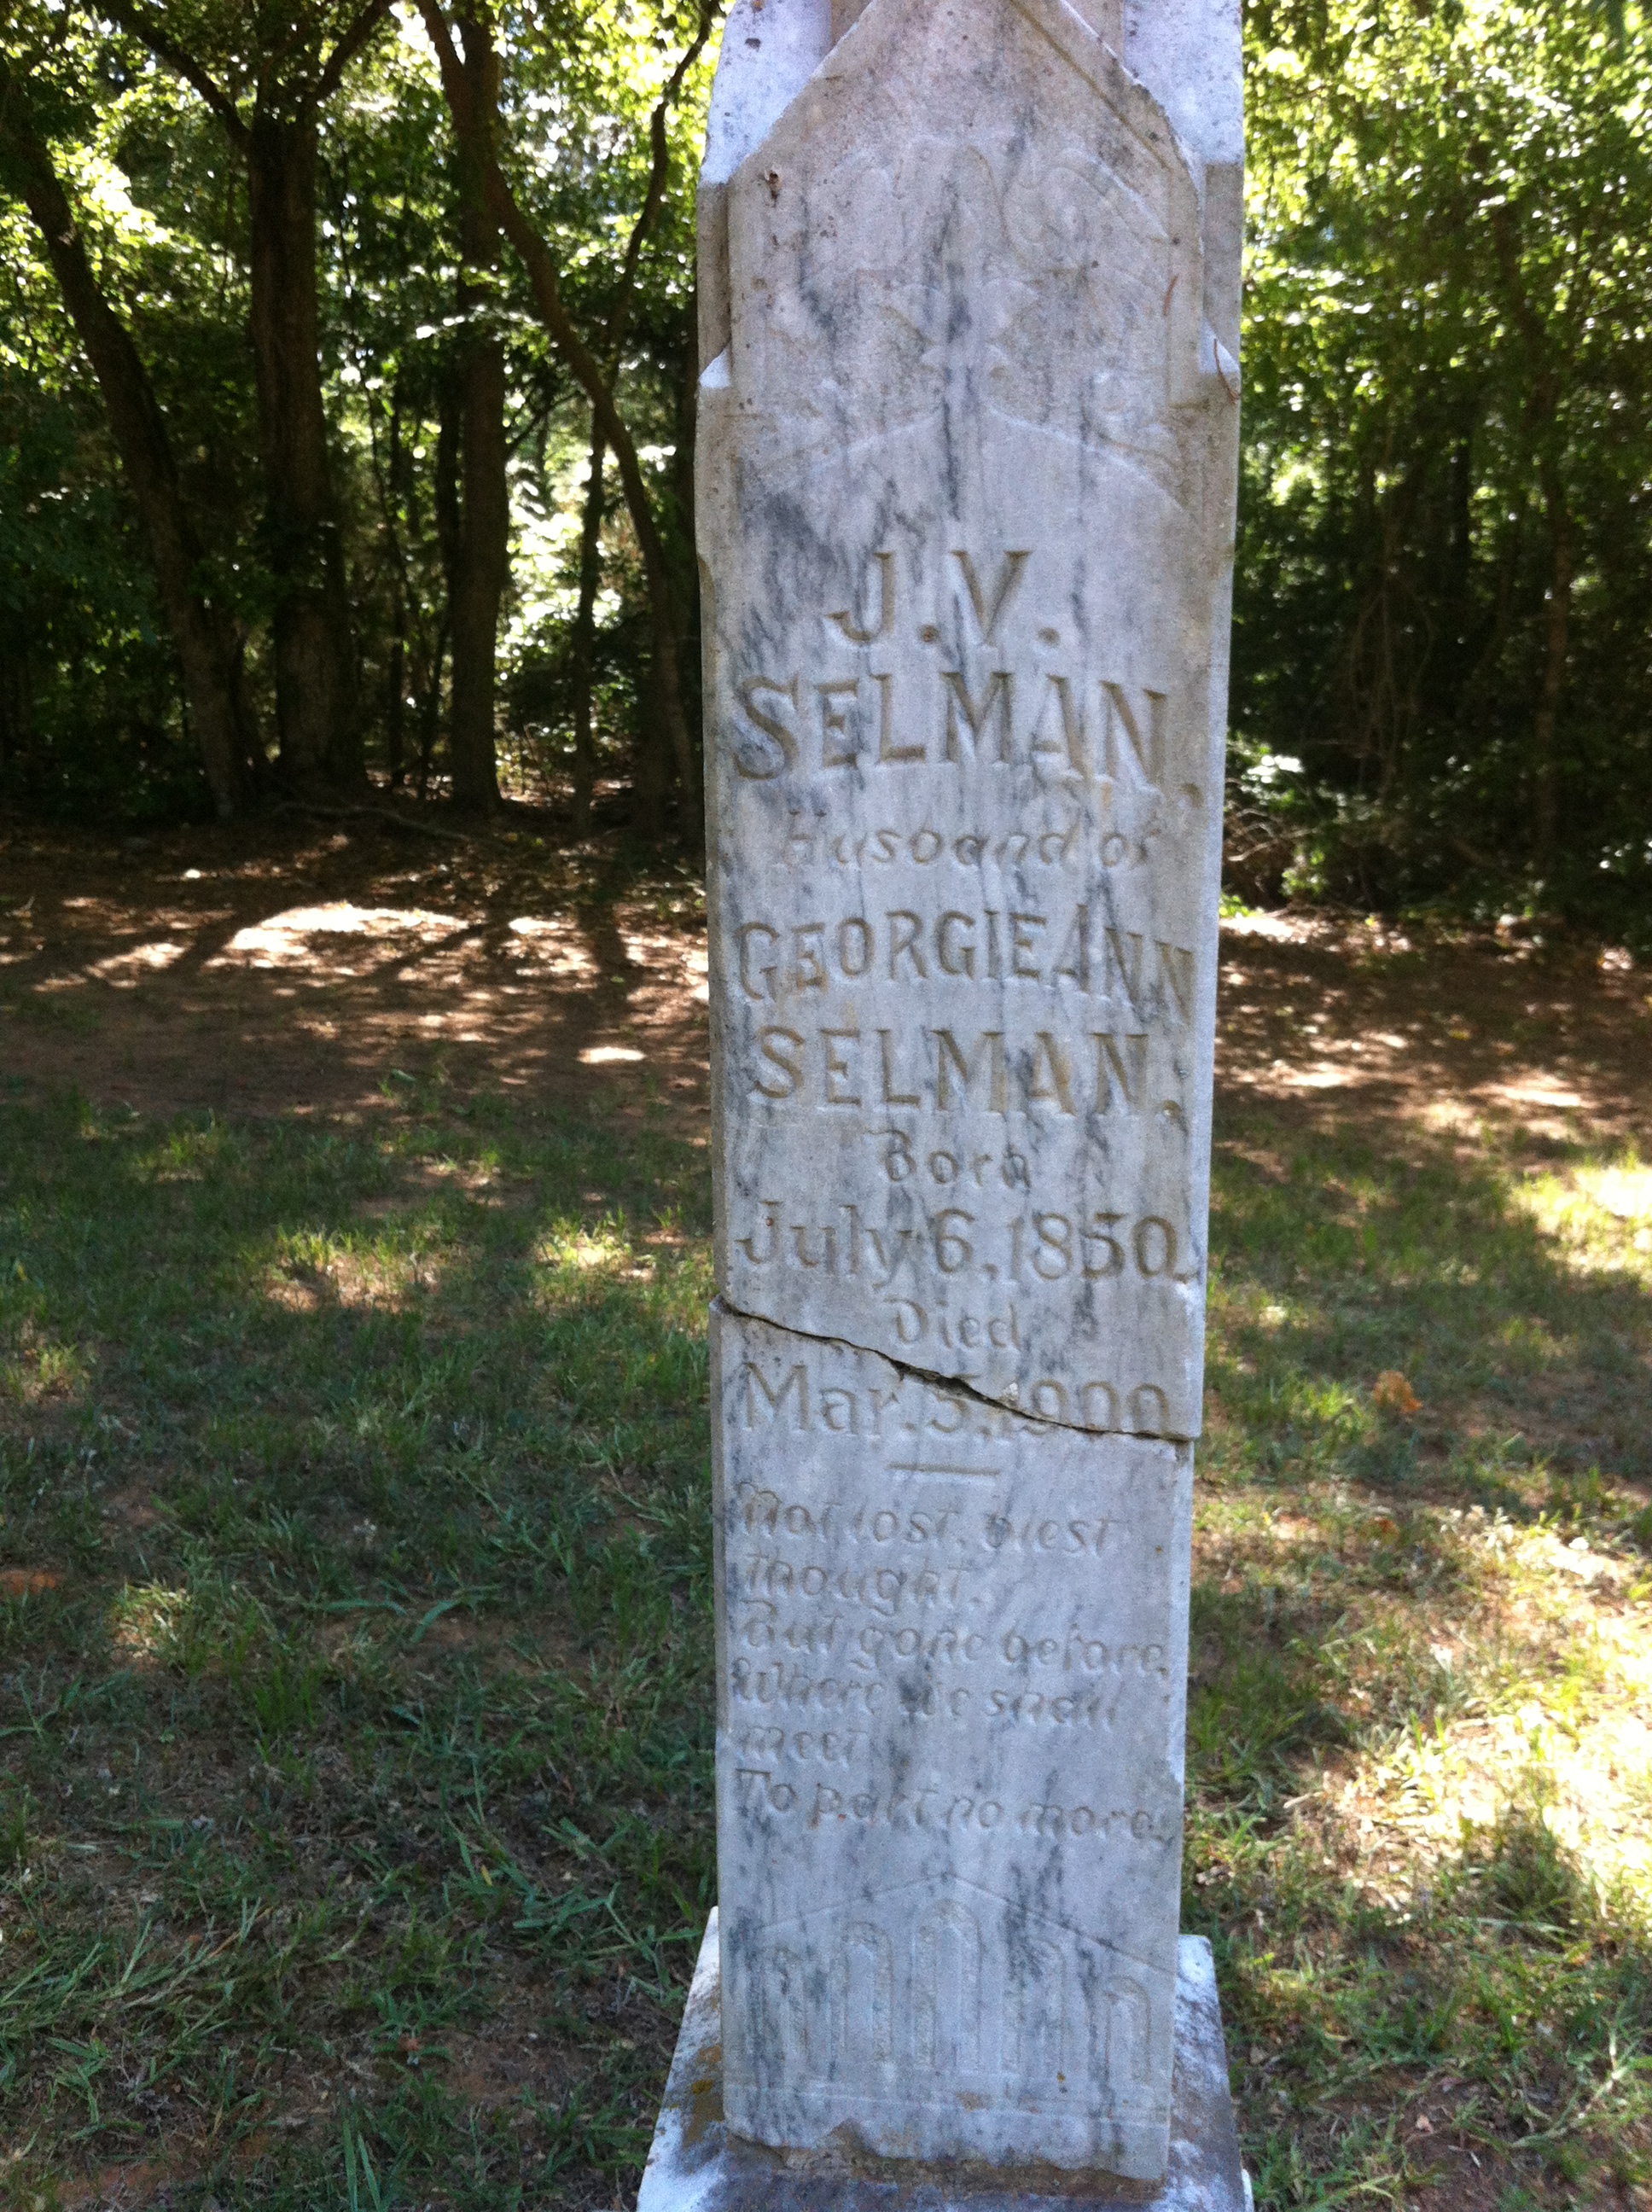 J.V.
SELMAN.
Husband of
GEORGIE ANN
SELMAN.
Born
July 6, 1850.
Died
Mar. 5, 1900.
Not lost, blest
thought,
But gone before,
Where we shall
meet
To part no more.